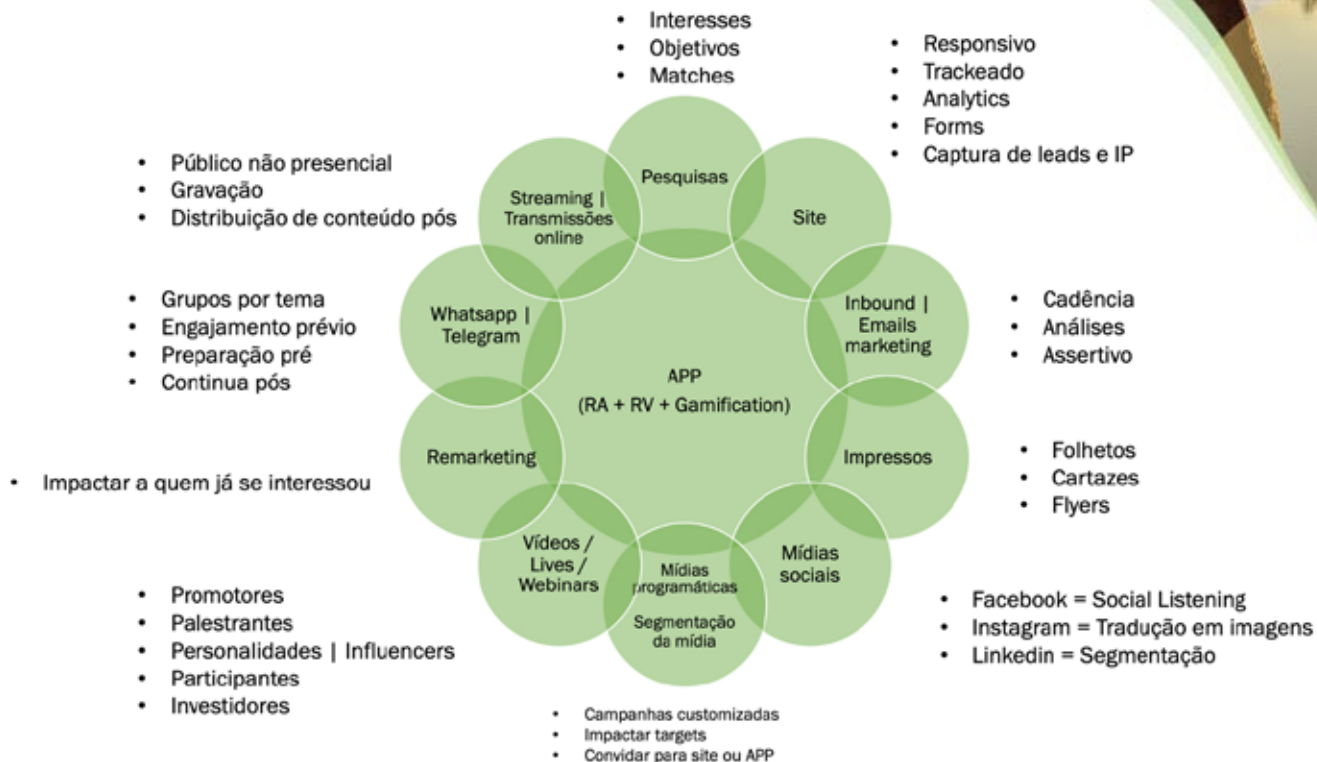 • Interesses
• Objetivos
• Matches
• Responsivo
• Trackeado
• Analytics
• Forms
• Captura de leads e IP
• Público não presencial
• Gravação
• Distribuição de conteúdo pós
Pesquisas
Streaming |
Transmissões
online
Site
• Grupos por tema
• Engajamento prévio
• Preparação pré
• Continua pós
Whatsapp |
Telegram
Inbound |
Emails
marketing
• Cadência
• Análises
• Assertivo
APP
(RA + RV + Gamification)
• Impactar a quem já se interessou
Remarketing
Impressos
• Folhetos
• Cartazes
• Flyers
Vídeos /
Lives /
Webinars
Mídias
programáticas
Segmentação
da mídia
Mídias
sociais
• Promotores
• Palestrantes
• Personalidades | Influencers
• Participantes
• Investidores
• Facebook = Social Listening
• Instagram = Tradução em imagens
• Linkedin = Segmentação
• Campanhas customizadas
• Impactar targets
• Convidar para site ou APP